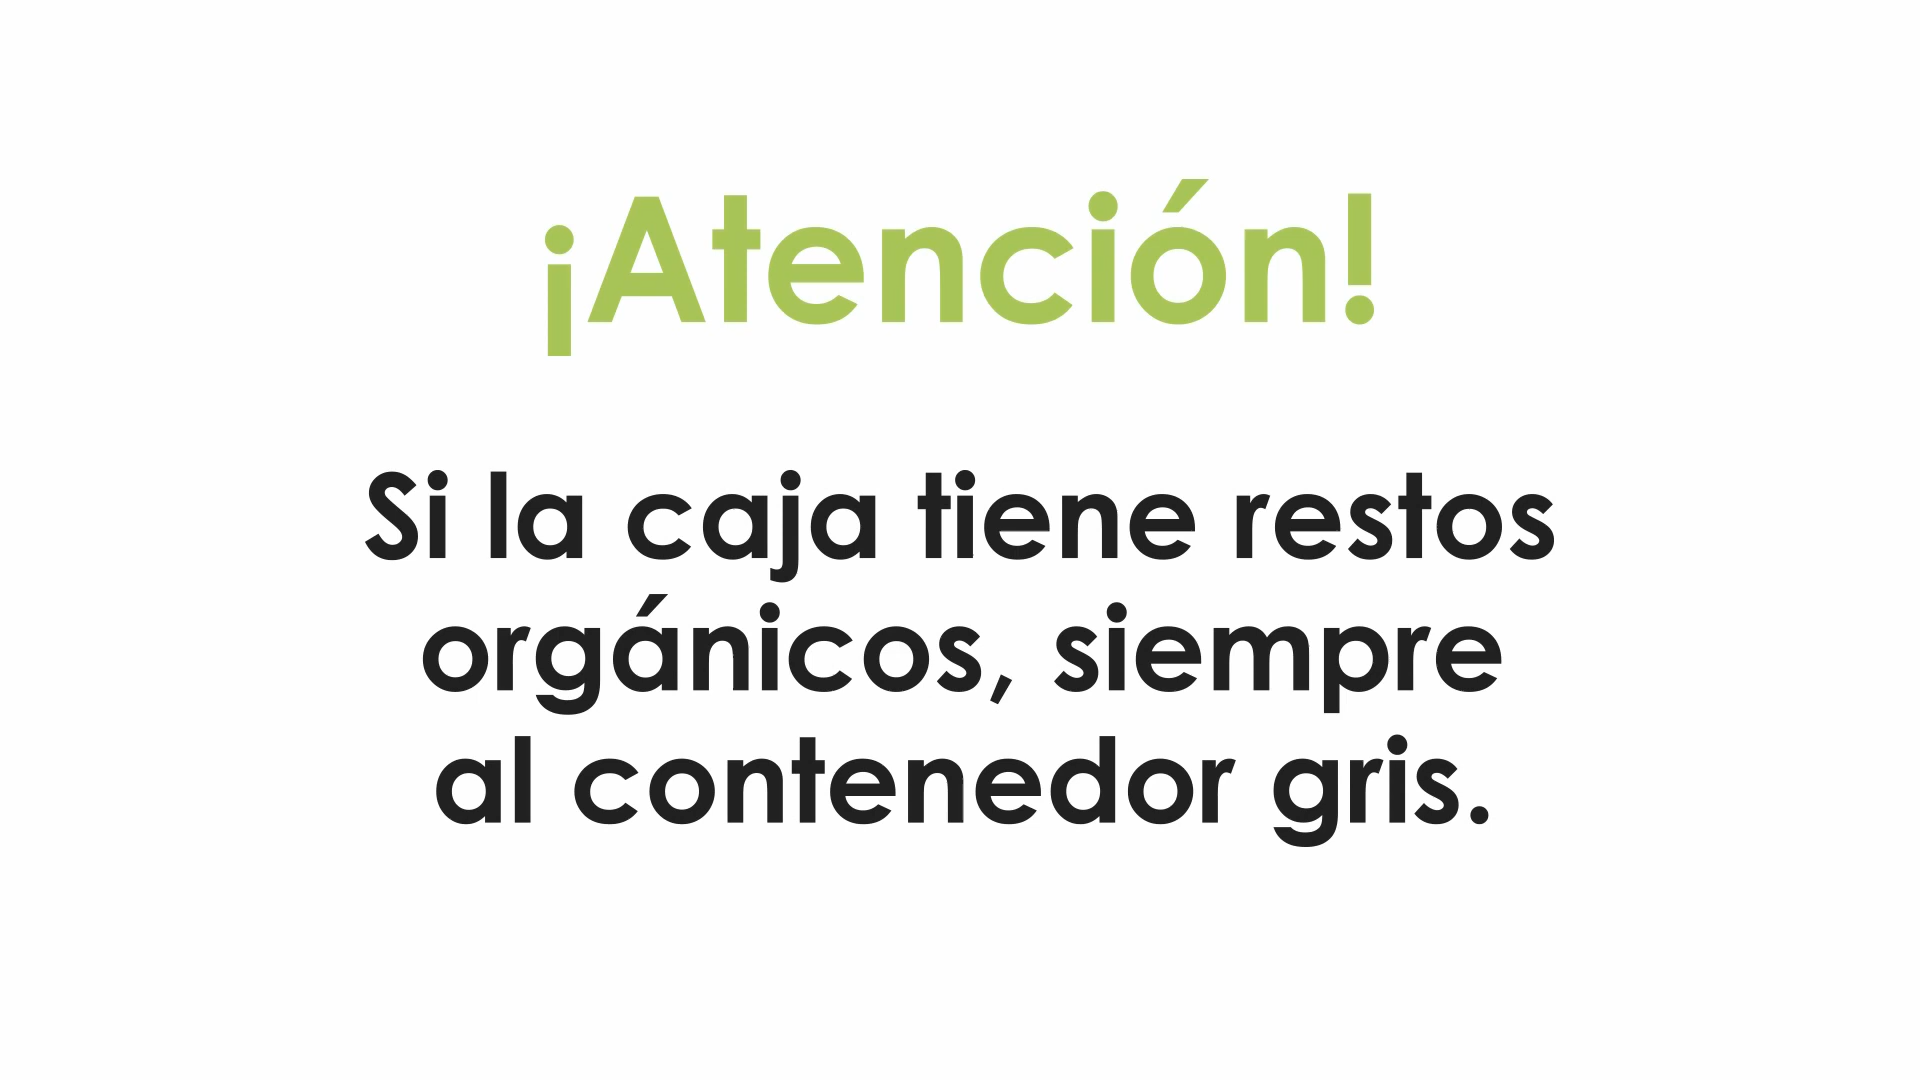 ¡Atención!
Si la caja tiene restos
orgánicos, siempre
al contenedor gris.